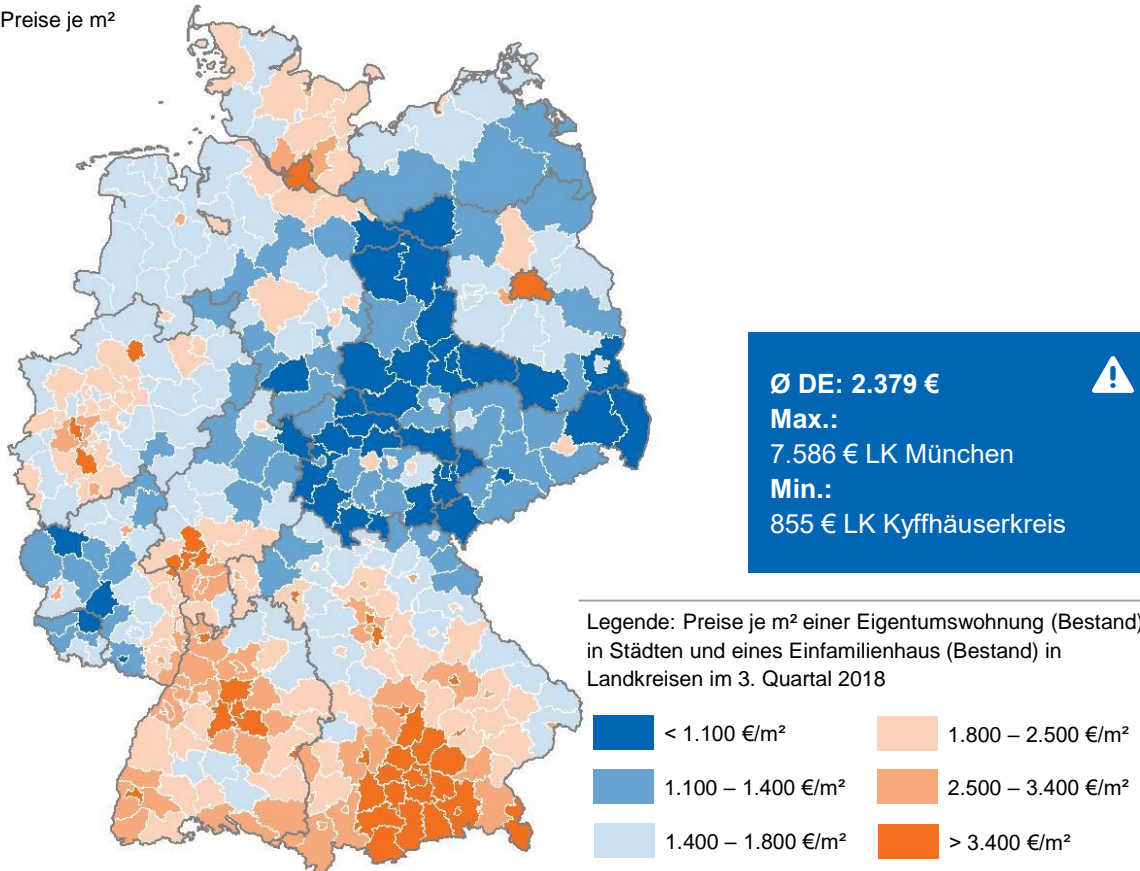 Preise je m²
Ø DE: 2.379 €
Max.:
7.586 € LK München
Min.:
855 € LK Kyffhäuserkreis
Legende: Preise je m² einer Eigentumswohnung (Bestand)
in Städten und eines Einfamilienhaus (Bestand) in
Landkreisen im 3. Quartal 2018
< 1.100 €/m²
1.800 – 2.500 €/m²
1.100 – 1.400 €/m²
2.500 – 3.400 €/m²
1.400 – 1.800 €/m²
> 3.400 €/m²